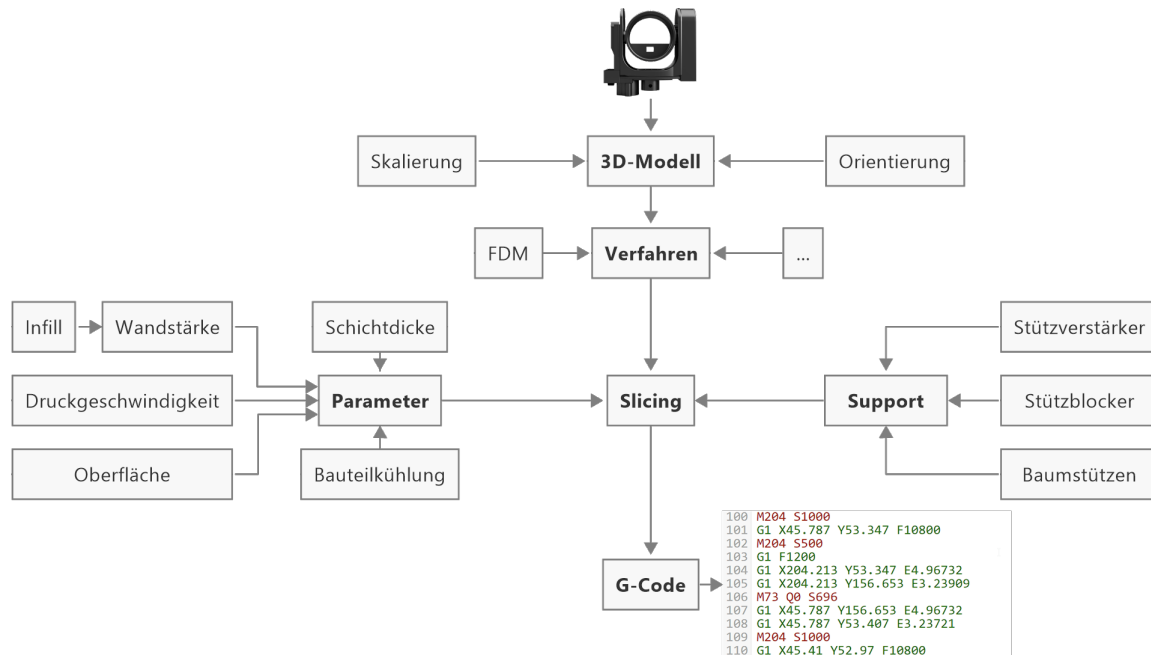 Skalierung
3D-Modell
Orientierung
FDM
Verfahren
...
Infill
Wandstärke
Schichtdicke
Stützverstärker
Druckgeschwindigkeit
Parameter
Slicing
Support
Stützblocker
Oberfläche
Bauteilkühlung
Baumstützen
G-Code
100 M204 S1000
101 G1 X45.787 Y53.347 F10800
102 M204 S500
103 G1 F1200
104 G1 X204.213 Y53.347 E4.96732
105 G1 X204.213 Y156.653 E3.23909
106 M73 Q0 S696
107 G1 X45.787 Y156.653 E4.96732
108 G1 X45.787 Y53.407 E3.23721
109 M204 S1000
110 G1 X45.41 Y52.97 F10800